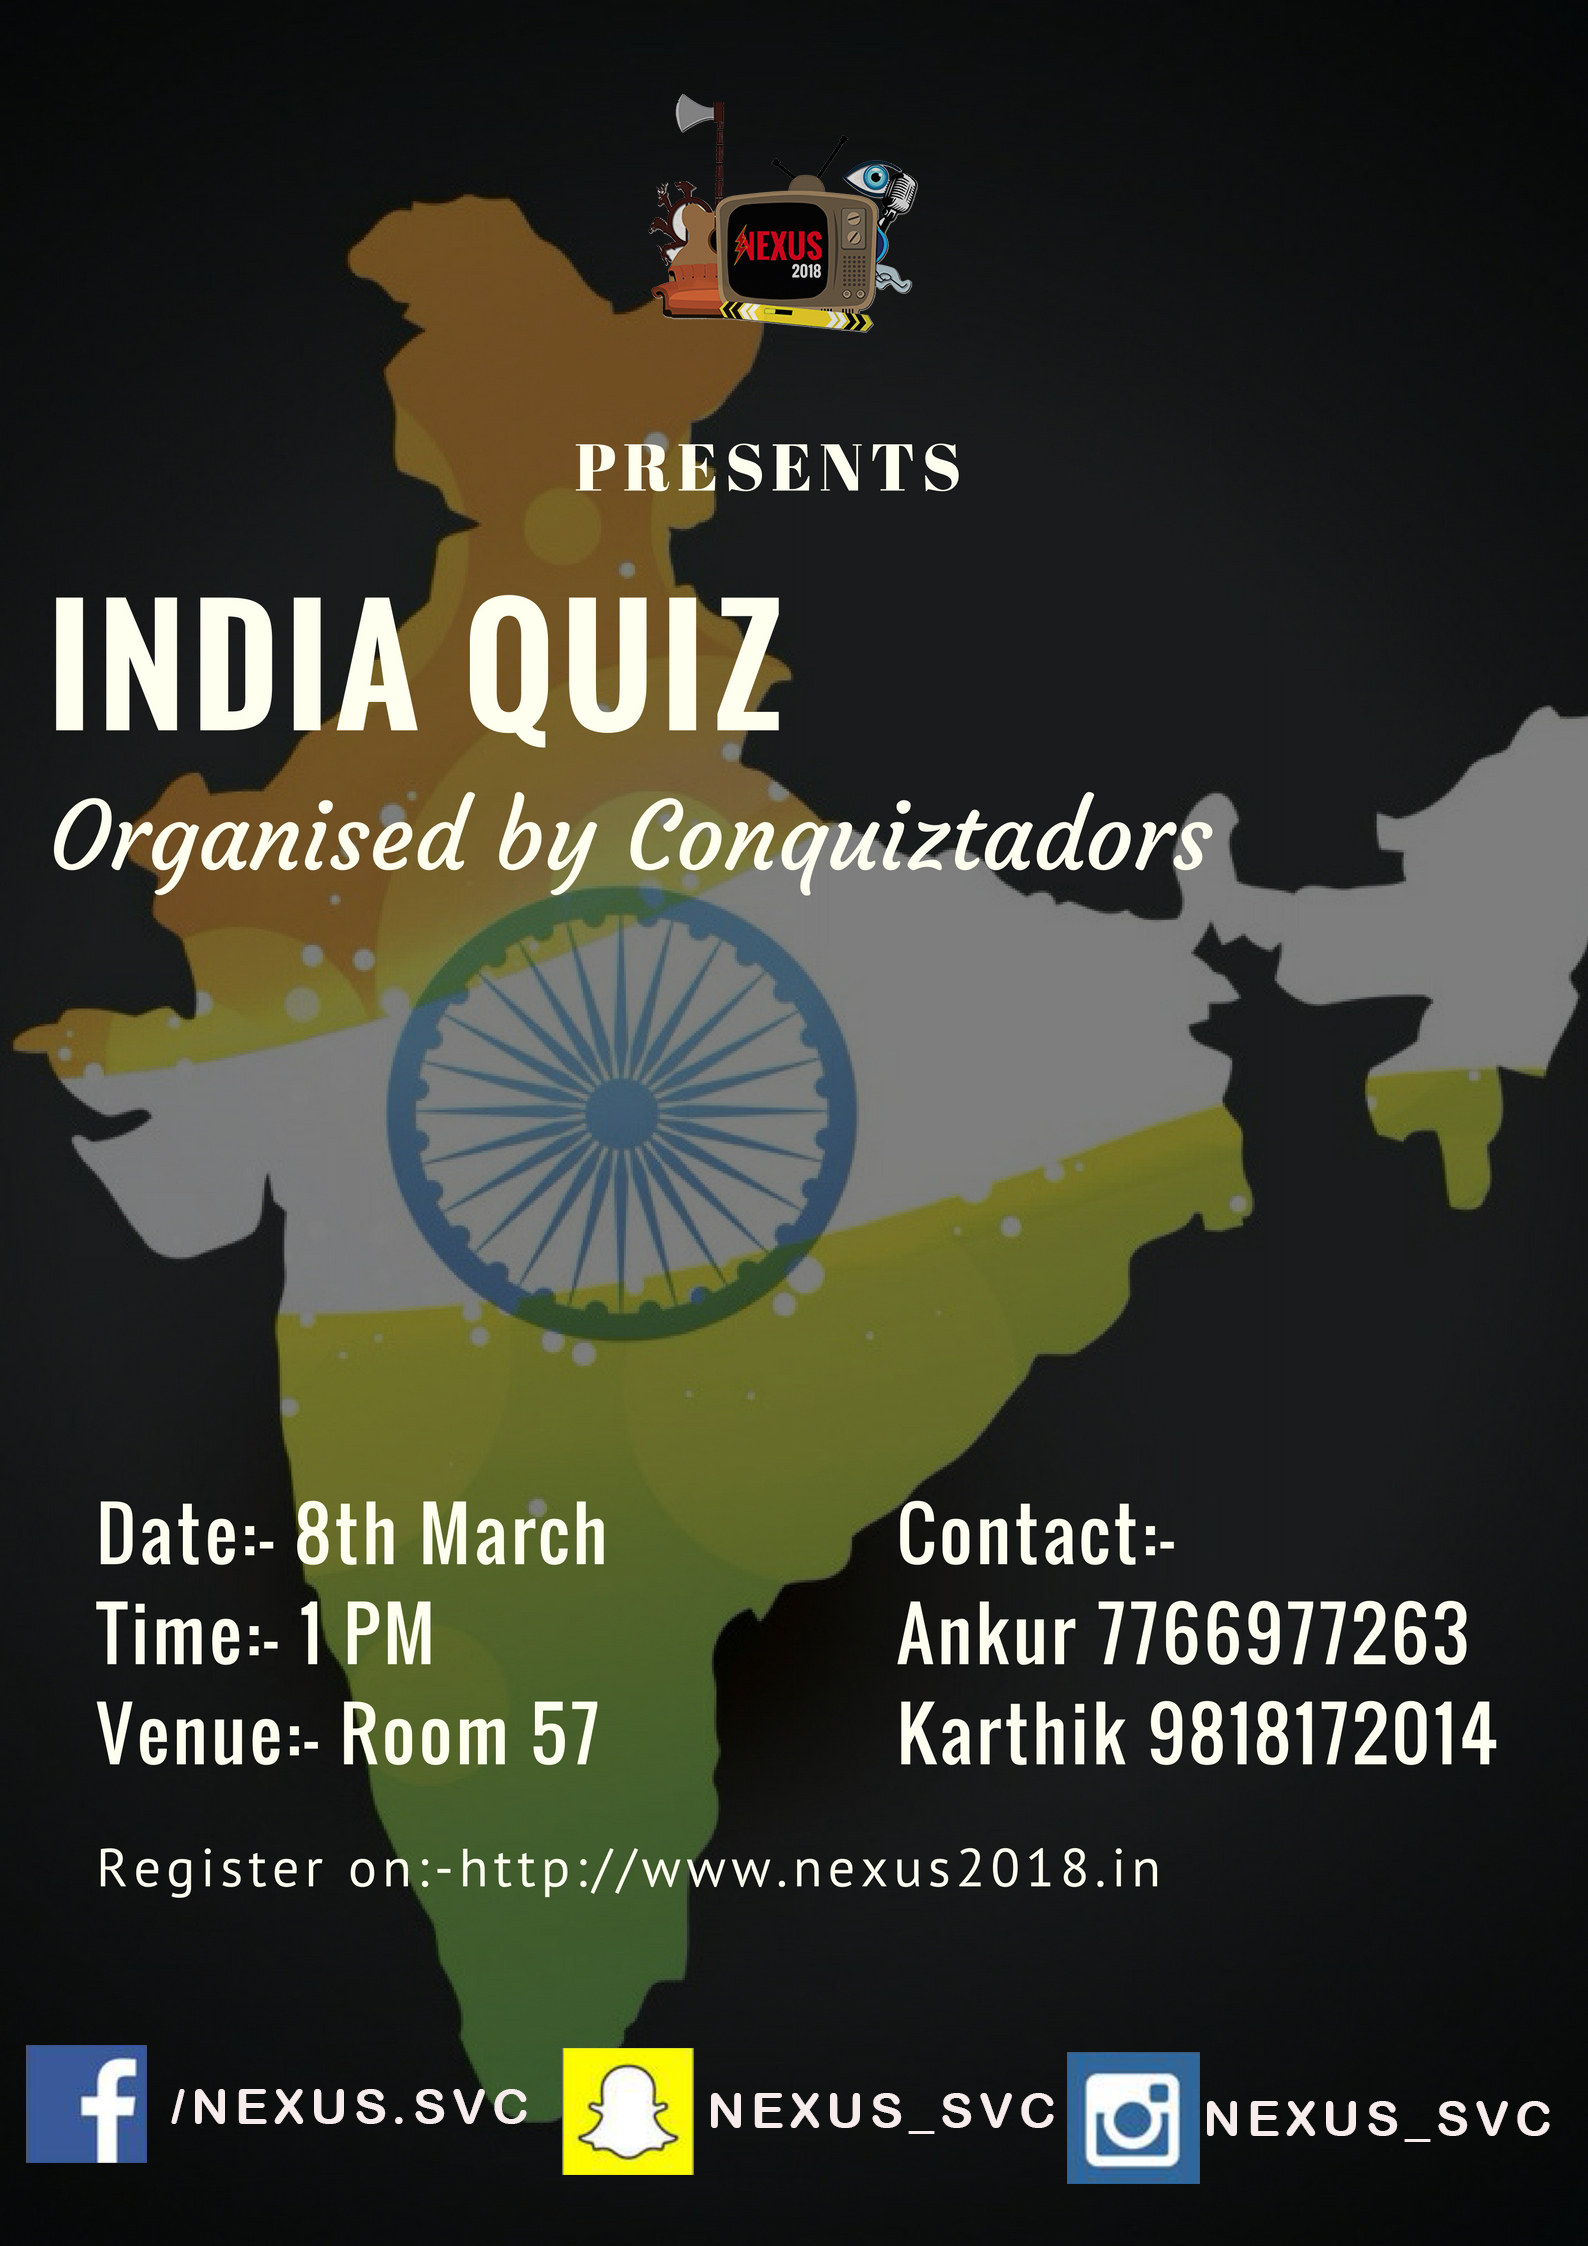 NEXUS
2018
PRESENTS
INDIA QUIZ
Organised by Conquiztadors
Date:- 8th March
Time:- 1 PM
Venue:- Room 57
Contact:-
Ankur 7766977263
Karthik 9818172014
Register on:-http://www.nexus2018.in
/NEXUS.SVC
NEXUS_SVC
NEXUS_SVC